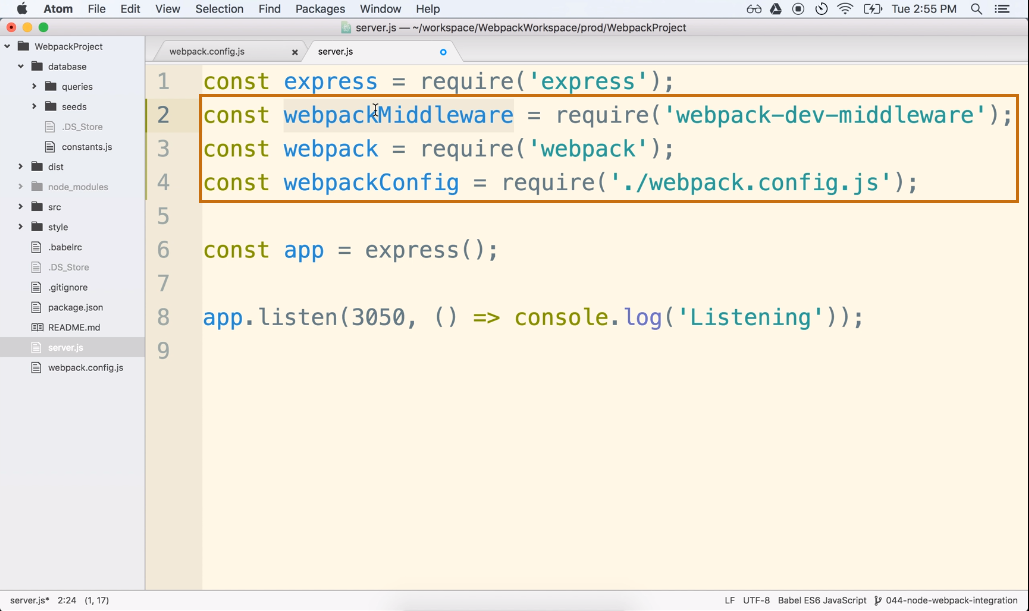 Atom File Edit View Selection Find Packages Window Help Tue 2:55 PM
server.js — ~/workspace/WebpackWorkspace/prod/WebpackProject
WebpackProject
database
queries
seeds
.DS_Store
constants.js
dist
node_modules
src
style
.babelrc
.DS_Store
.gitignore
package.json
README.md
server.js
webpack.config.js
webpack.config.js server.js
1 const express = require('express');
2 const webpackMiddleware = require('webpack-dev-middleware');
3 const webpack = require('webpack');
4 const webpackConfig = require('./webpack.config.js');
5
6 const app = express();
7
8 app.listen(3050, () => console.log('Listening'));
9
server.js* 2:24 (1, 17) LF UTF-8 Babel ES6 JavaScript 044-node-webpack-integration